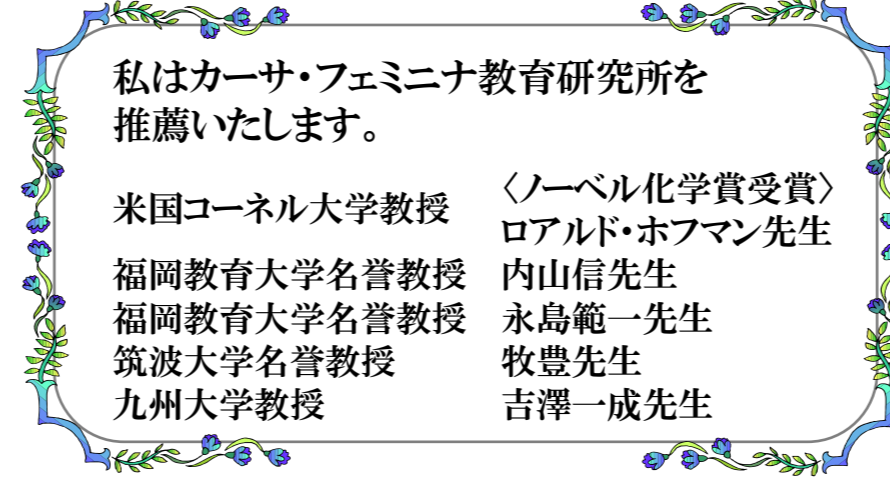 私はカーサ・フェミニナ教育研究所を
推薦いたします。
米国コーネル大学教授 〈ノーベル化学賞受賞〉
ロアルド・ホフマン先生
福岡教育大学名誉教授 内山信先生
福岡教育大学名誉教授 永島範一先生
筑波大学名誉教授 牧豊先生
九州大学教授 吉澤一成先生